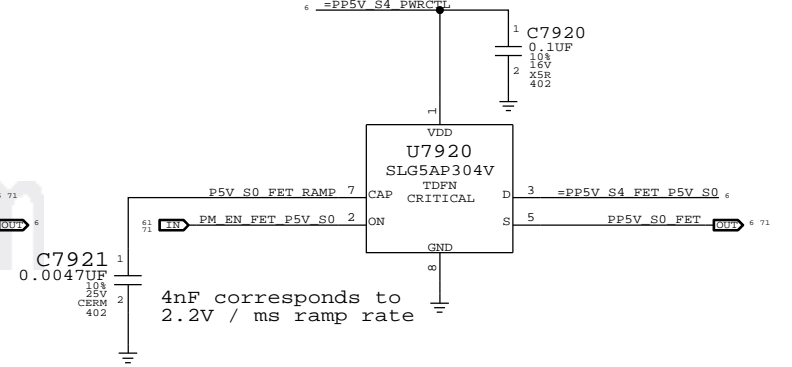 6 =PP5V_S4_PWRCTL
1 C7920
0.1UF
10%
16V
2 X5R
402
1
VDD
U7920
SLG5AP304V
TDFN
CRITICAL
71
P5V_S0_FET_RAMP 7 CAP
D 3 =PP5V_S4_FET_P5V_S0 6
OUT 6
61
71 IN PM_EN_FET_P5V_S0 2 ON
S 5 PP5V_S0_FET OUT 6 71
GND
8
C7921 1
0.0047UF
10%
25V 2
CERM
402
4nF corresponds to
2.2V / ms ramp rate